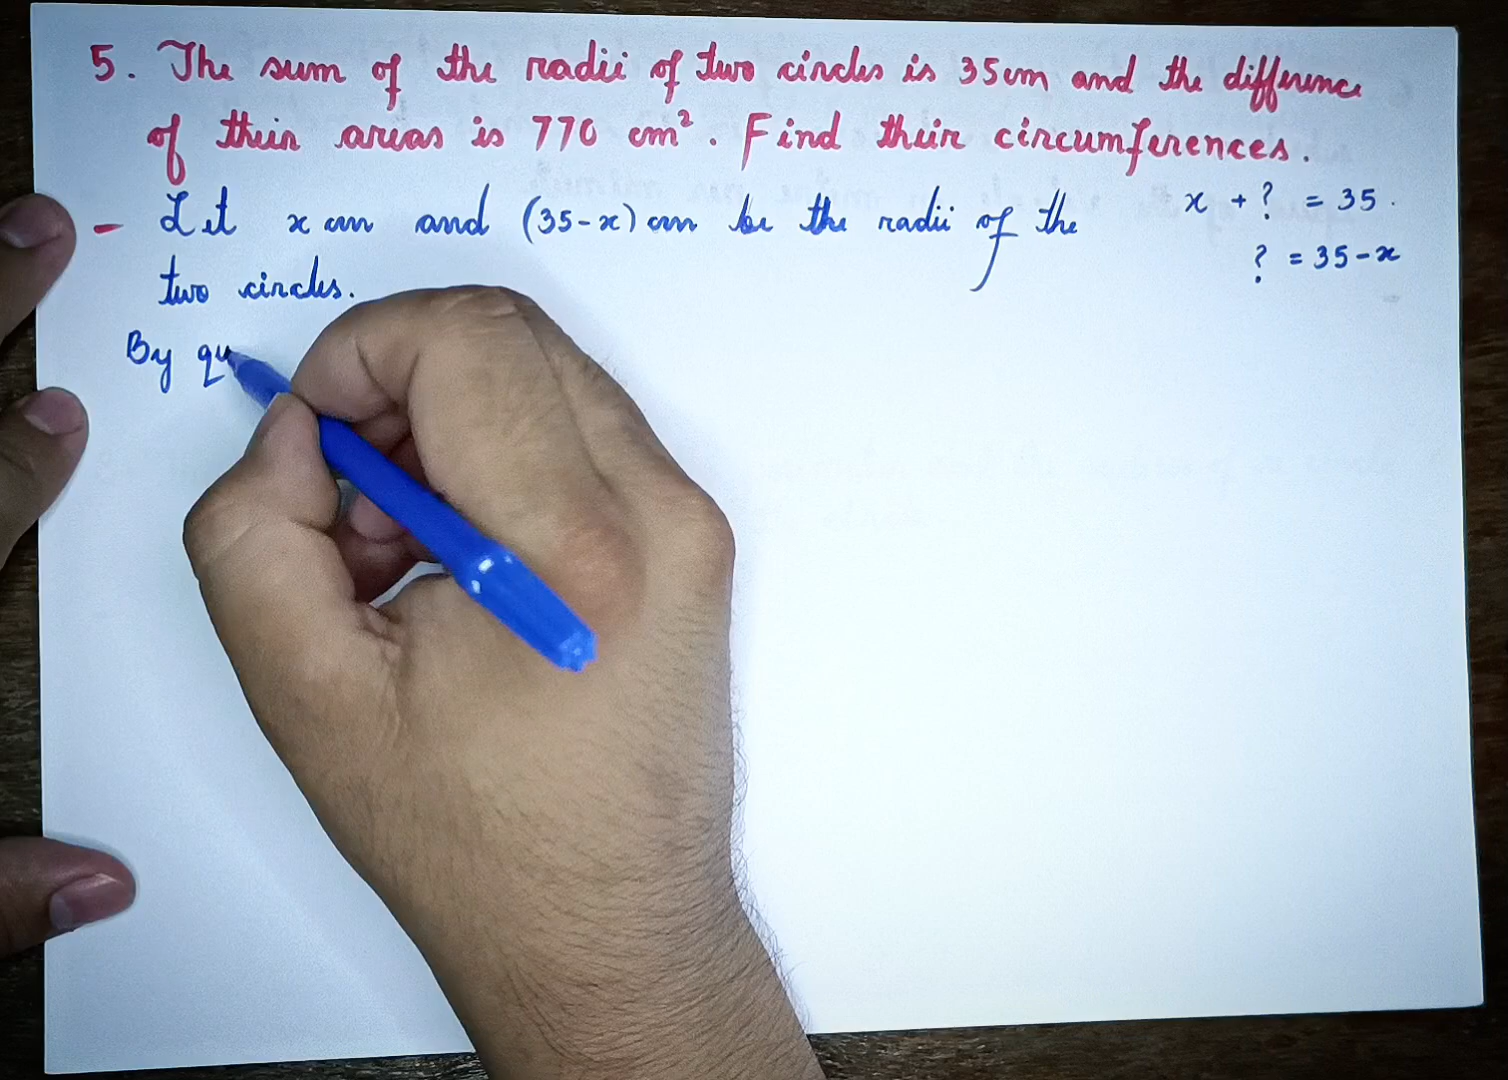 5. The sum of the radii of two circles is 35cm and the difference
of their areas is 770 cm². Find their circumferences.
- Let x cm and (35-x) cm be the radii of the
two circles.
x + ? = 35.
? = 35-x
By qu